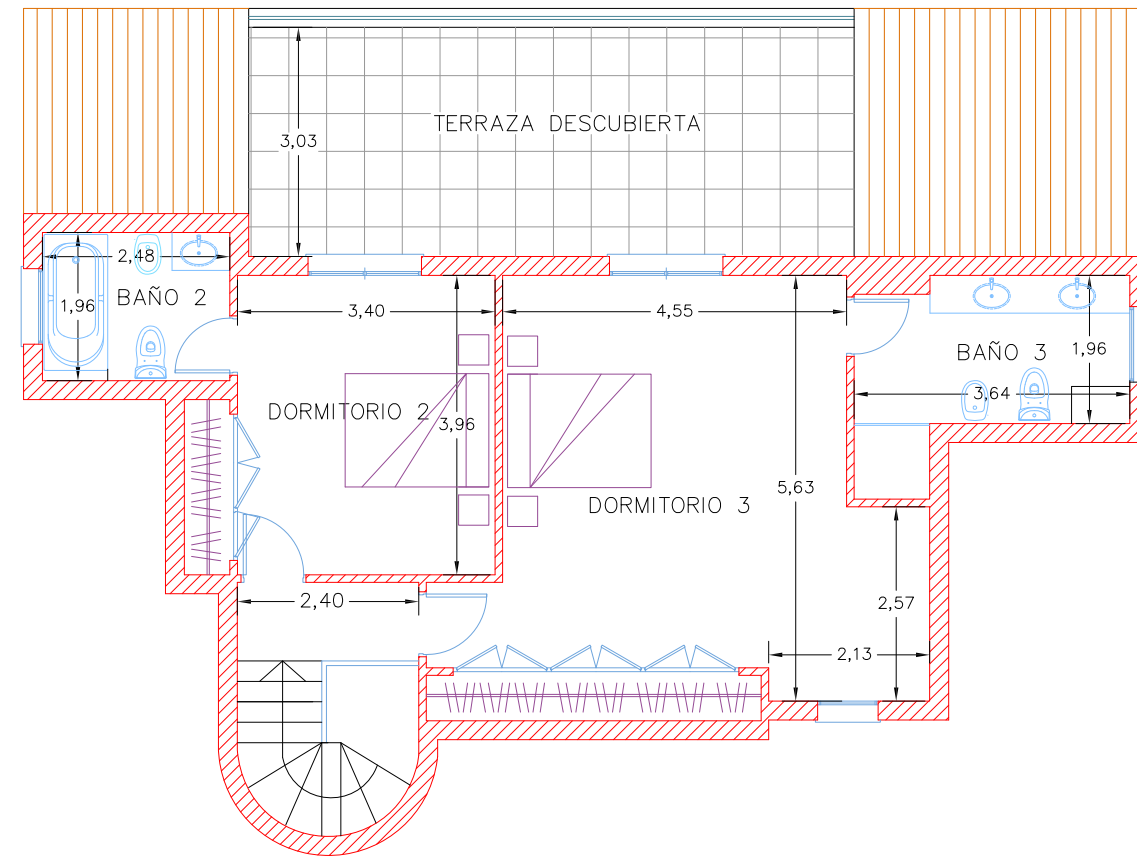 TERRAZA DESCUBIERTA
3,03
2,48
BAÑO 2
1,96
3,40
4,55
BAÑO 3
1,96
3,64
DORMITORIO 2
3,96
5,63
DORMITORIO 3
2,40
2,57
2,13